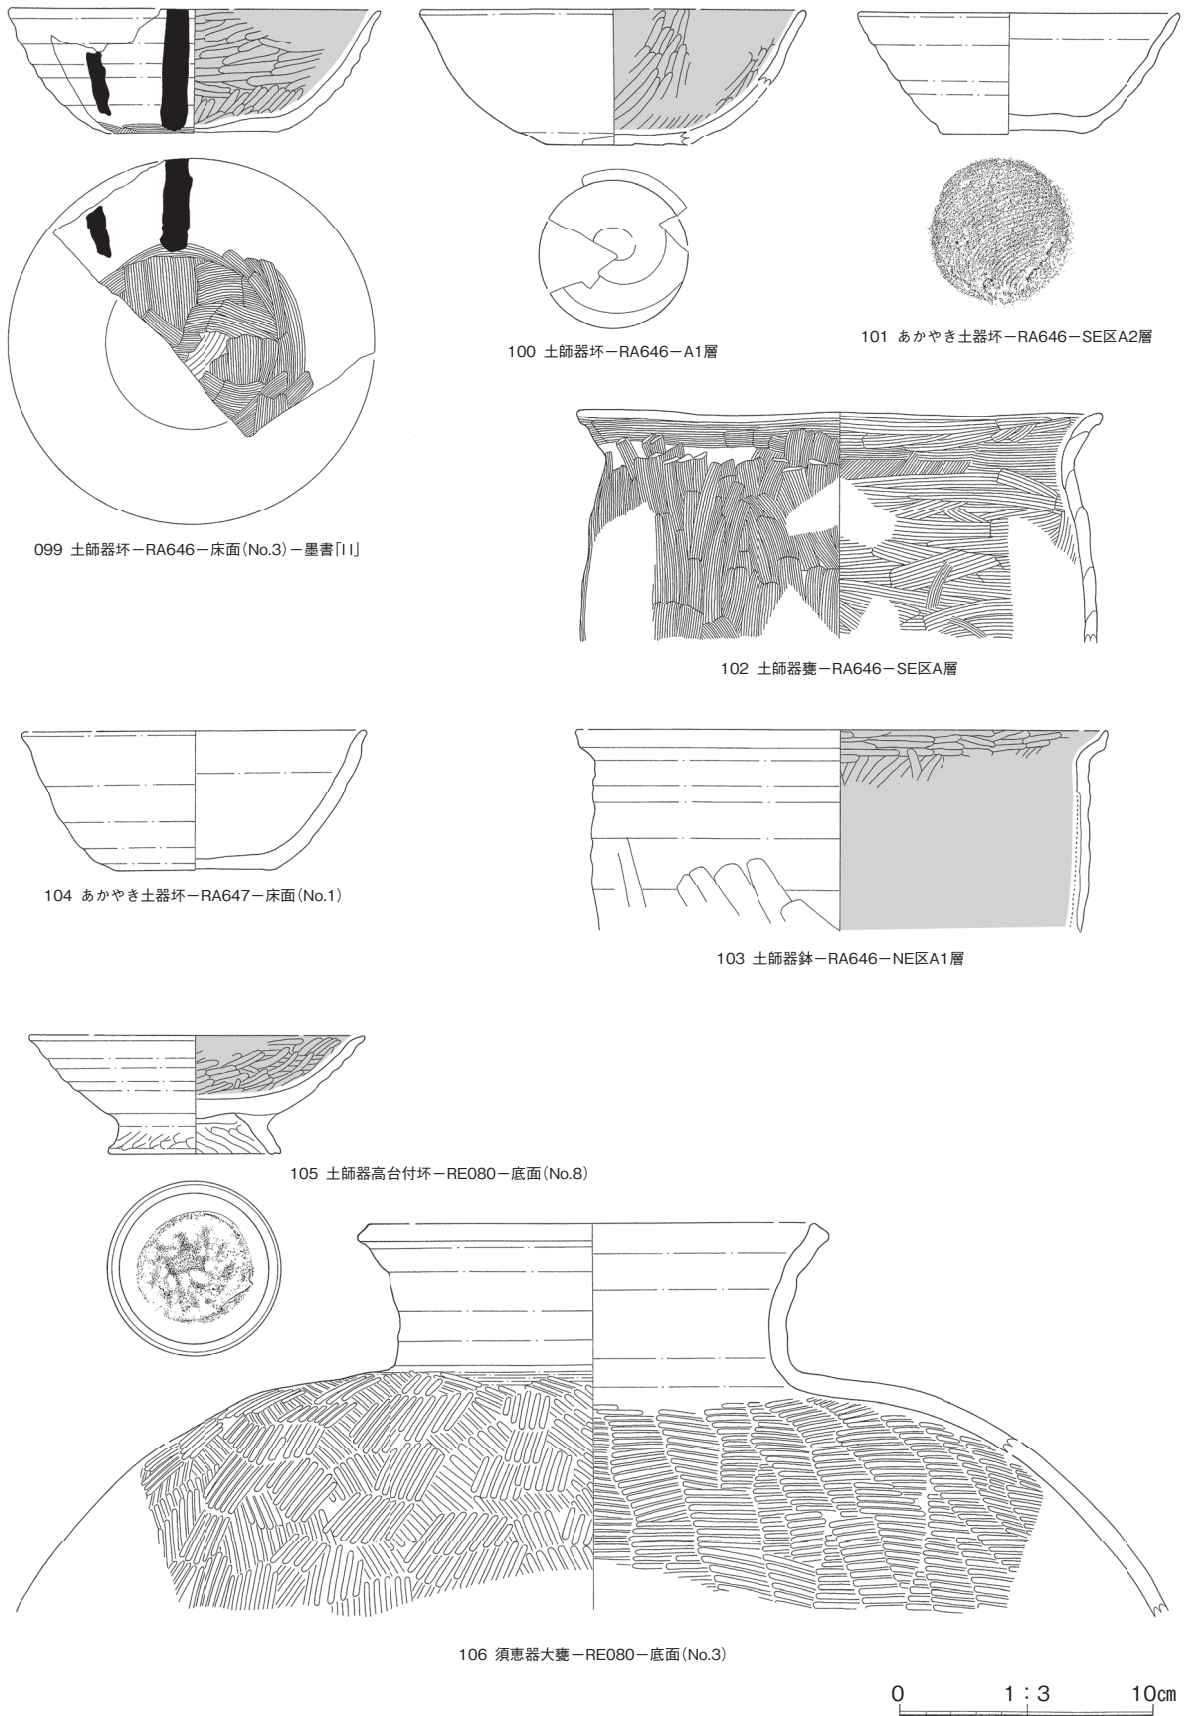 100 土師器坏－RA646－A1層
101 あかやき土器坏－RA646－SE区A2層
099 土師器坏－RA646－床面(No.3)－墨書「II」
102 土師器甕－RA646－SE区A層
104 あかやき土器坏－RA647－床面(No.1)
103 土師器鉢－RA646－NE区A1層
105 土師器高台付坏－RE080－底面(No.8)
106 須恵器大甕－RE080－底面(No.3)
0 1：3 10㎝